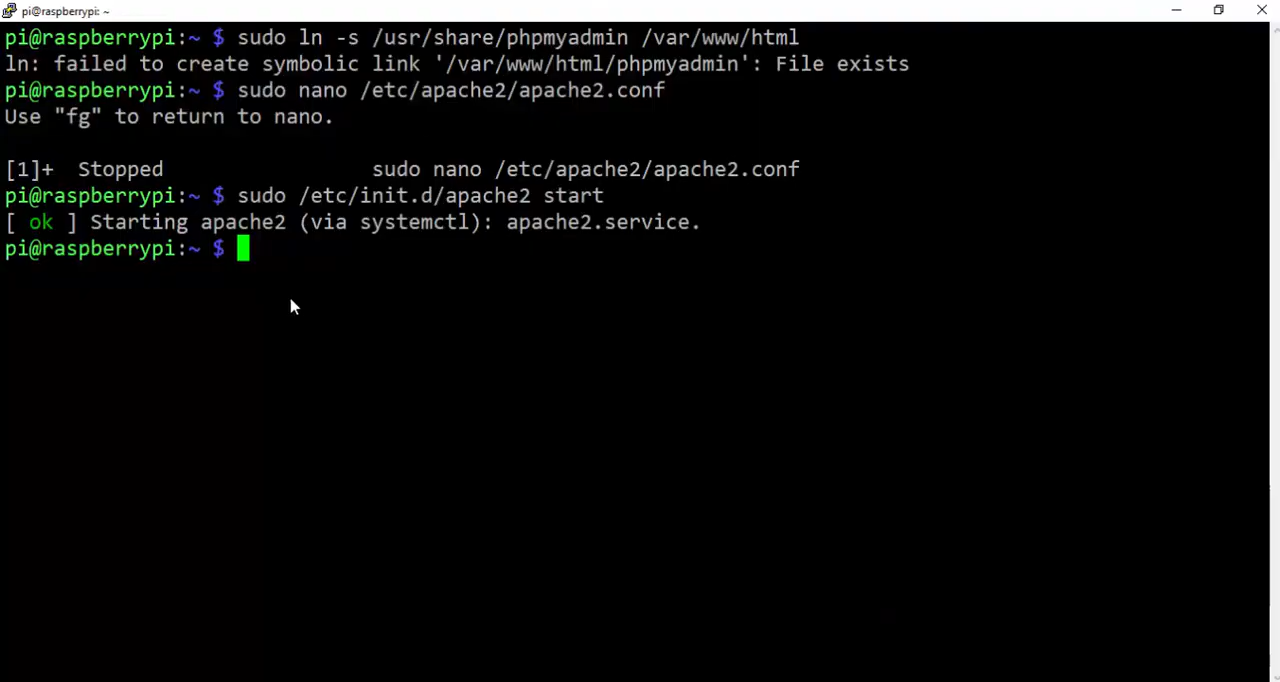 pi@raspberrypi: ~
pi@raspberrypi:~ $ sudo ln -s /usr/share/phpmyadmin /var/www/html
ln: failed to create symbolic link '/var/www/html/phpmyadmin': File exists
pi@raspberrypi:~ $ sudo nano /etc/apache2/apache2.conf
Use "fg" to return to nano.
[1]+  Stopped                 sudo nano /etc/apache2/apache2.conf
pi@raspberrypi:~ $ sudo /etc/init.d/apache2 start
[ ok ] Starting apache2 (via systemctl): apache2.service.
pi@raspberrypi:~ $